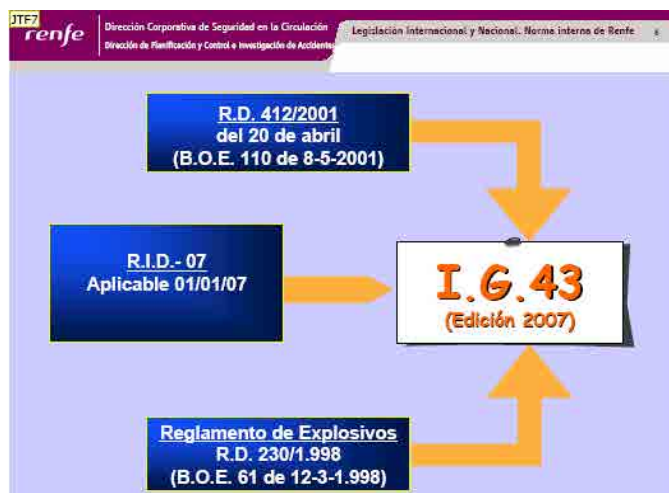 JTF7
renfe
Dirección Corporativa de Seguridad en la Circulación
Dirección de Planificación y Control e Investigación de Accidentes
Legislación Internacional y Nacional. Norma interna de Renfe
R.D. 412/2001
del 20 de abril
(B.O.E. 110 de 8-5-2001)
R.I.D.- 07
Aplicable 01/01/07
I.G.43
(Edición 2007)
Reglamento de Explosivos
R.D. 230/1.998
(B.O.E. 61 de 12-3-1.998)